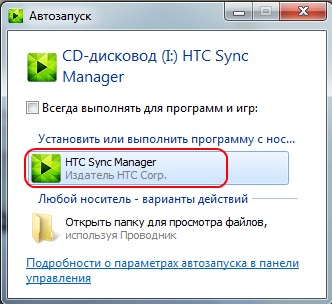 Автозапуск
CD-дисковод (I:) HTC Sync
Manager
Всегда выполнять для программ и игр:
Установить или выполнить программу с нос...
HTC Sync Manager
Издатель HTC Corp.
Любой носитель - варианты действий
Открыть папку для просмотра файлов,
используя Проводник
Подробности о параметрах автозапуска в панели
управления